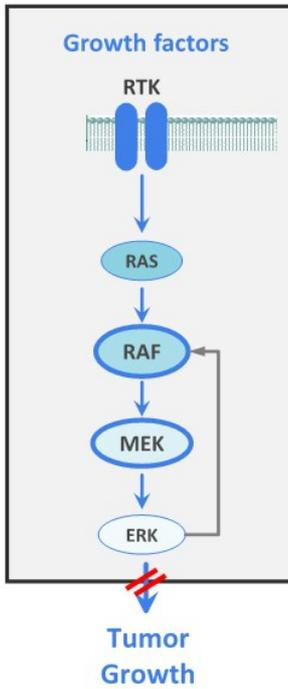 Growth factors
RTK
RAS
RAF
MEK
ERK
Tumor
Growth